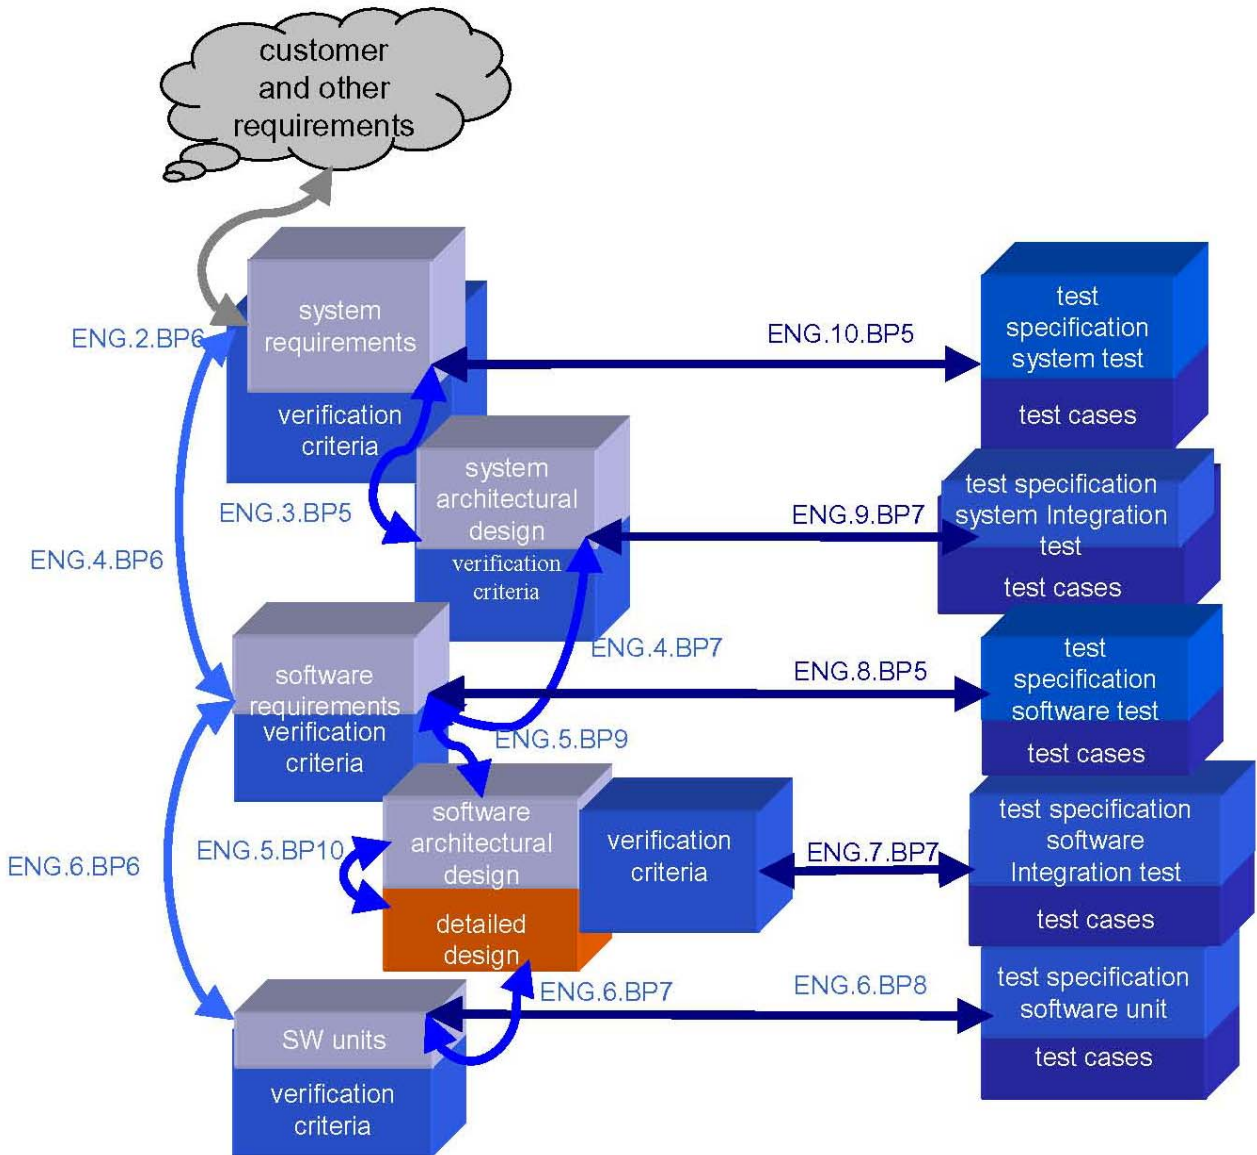 customer
and other
requirements
system
requirements
ENG.2.BP6
ENG.10.BP5
test
specification
system test
verification
criteria
test cases
system
architectural
design
ENG.3.BP5
ENG.9.BP7
test specification
system Integration
test
ENG.4.BP6
verification
criteria
test cases
ENG.4.BP7
software
requirements
ENG.8.BP5
test
specification
software test
verification
criteria
ENG.5.BP9
test cases
software
architectural
design
ENG.5.BP10
verification
criteria
ENG.7.BP7
test specification
software
Integration test
ENG.6.BP6
detailed
design
test cases
ENG.6.BP7
ENG.6.BP8
test specification
software unit
SW units
test cases
verification
criteria